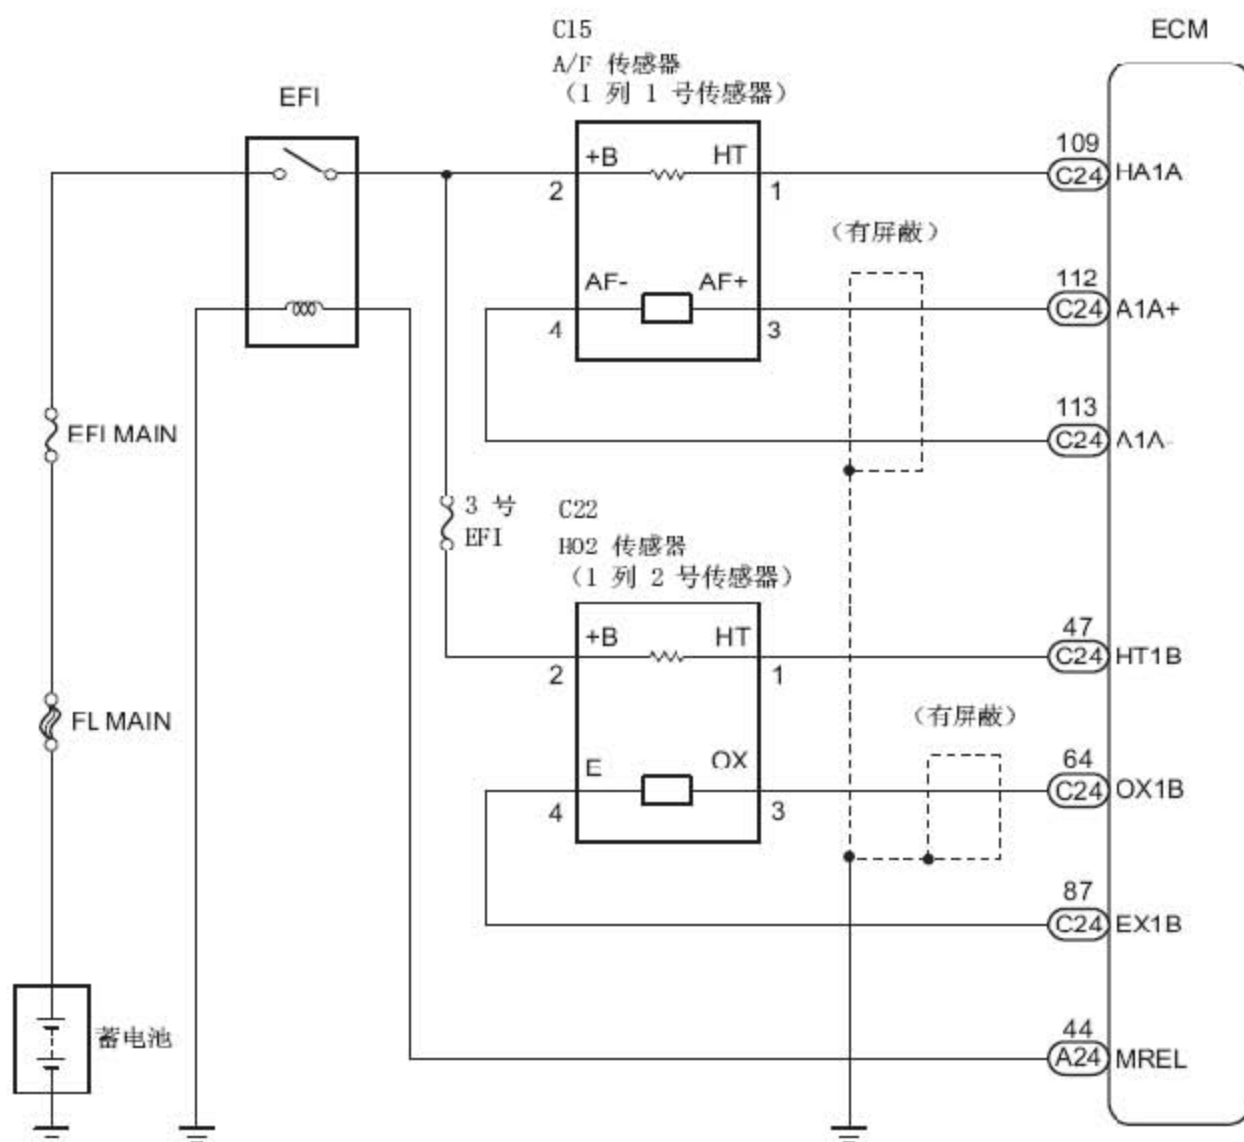 C15
A/F 传感器
（1 列 1 号传感器）
ECM
EFI
+B
HT
2
1
109
C24
HA1A
（有屏蔽）
AF-
AF+
4
3
112
C24
A1A+
113
C24
A1A-
EFI MAIN
3 号
EFI
C22
HO2 传感器
（1 列 2 号传感器）
+B
HT
2
1
47
C24
HT1B
FL MAIN
（有屏蔽）
E
OX
4
3
64
C24
OX1B
87
C24
EX1B
蓄电池
44
A24
MREL